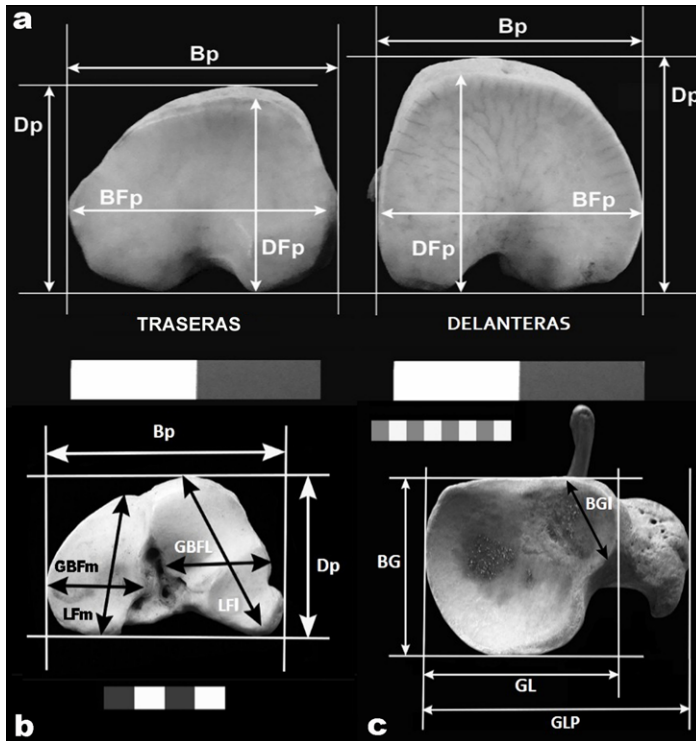 a
Bp
Bp
Dp
Dp
BFp
BFp
DFp
DFp
TRASERAS
DELANTERAS
Bp
GBFL
GBFm
Dp
LFm
LFl
b
BGl
BG
GL
GLP
c